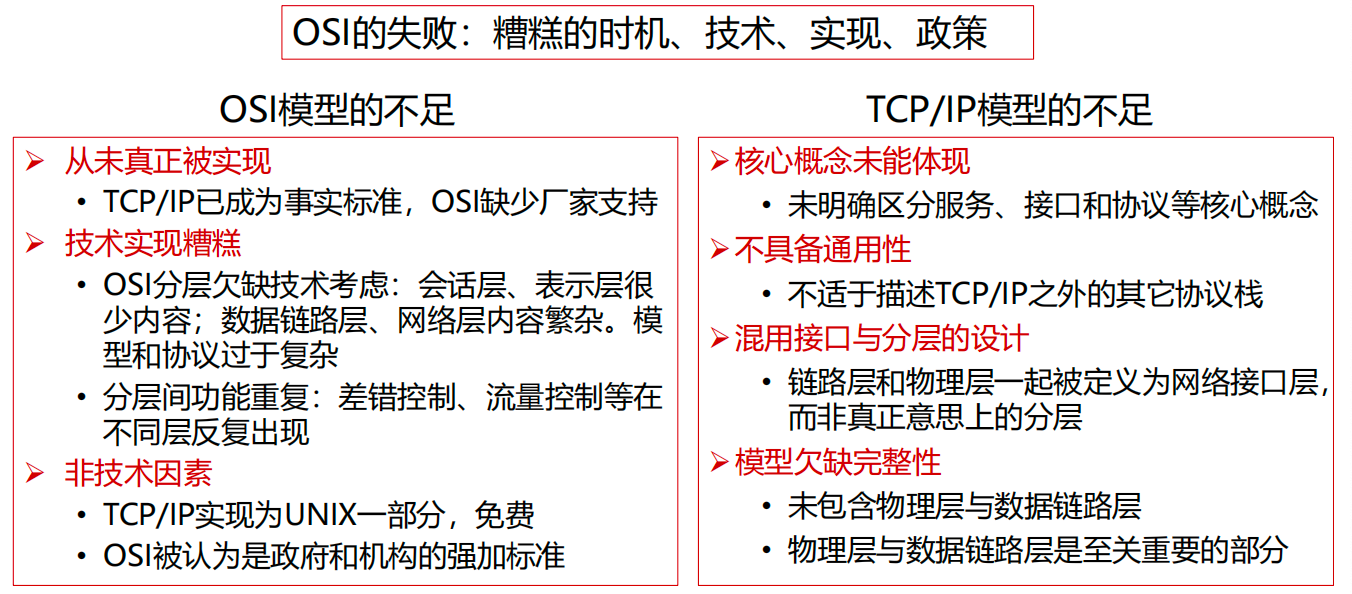 OSI的失败：糟糕的时机、技术、实现、政策
OSI模型的不足
➢ 从未真正被实现
• TCP/IP已成为事实标准，OSI缺少厂家支持
➢ 技术实现糟糕
• OSI分层欠缺技术考虑：会话层、表示层很
少内容；数据链路层、网络层内容繁杂。模
型和协议过于复杂
• 分层间功能重复：差错控制、流量控制等在
不同层反复出现
➢ 非技术因素
• TCP/IP实现为UNIX一部分，免费
• OSI被认为是政府和机构的强加标准
TCP/IP模型的不足
➢ 核心概念未能体现
• 未明确区分服务、接口和协议等核心概念
➢ 不具备通用性
• 不适于描述TCP/IP之外的其它协议栈
➢ 混用接口与分层的设计
• 链路层和物理层一起被定义为网络接口层，
而非真正意思上的分层
➢ 模型欠缺完整性
• 未包含物理层与数据链路层
• 物理层与数据链路层是至关重要的部分